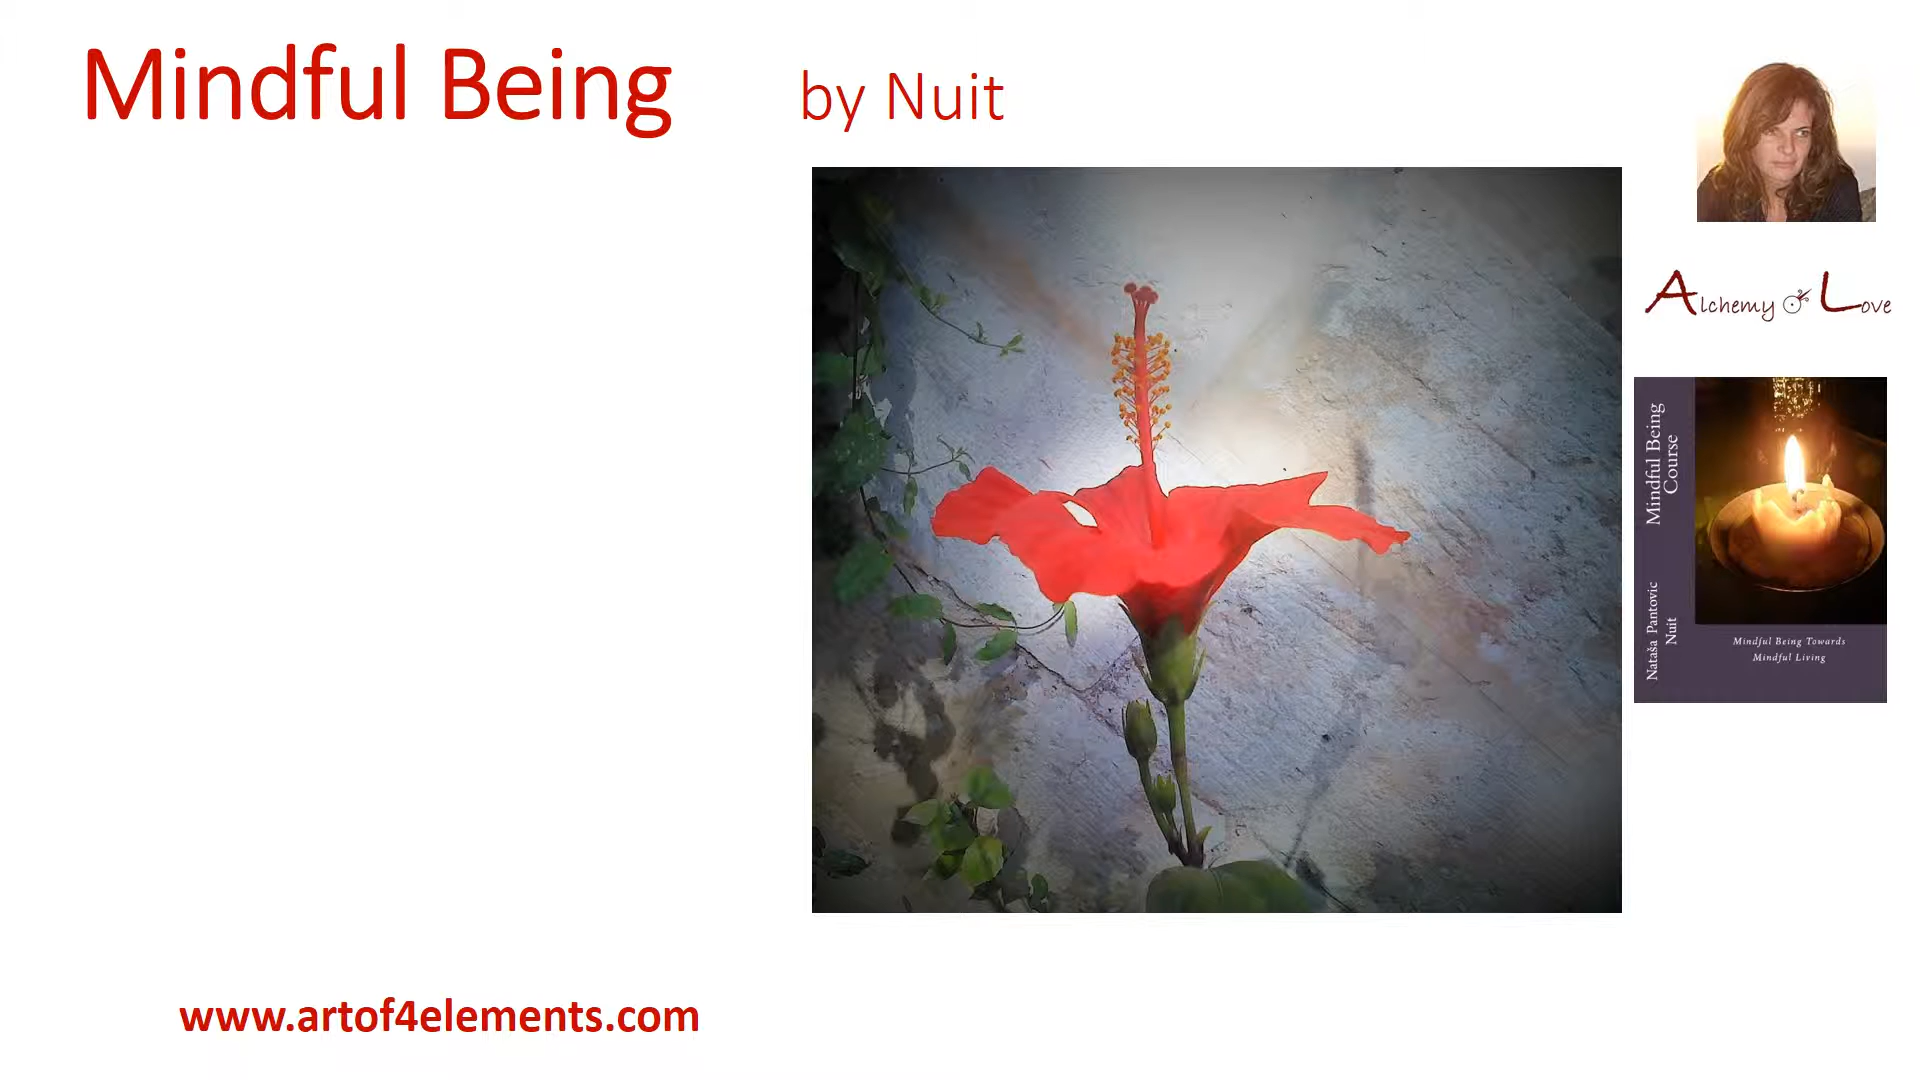 Mindful Being
by Nuit
Alchemy of Love
Mindful Being
Course
Nataša Pantovic
Nuit
Mindful Being Towards
Mindful Living
www.artof4elements.com